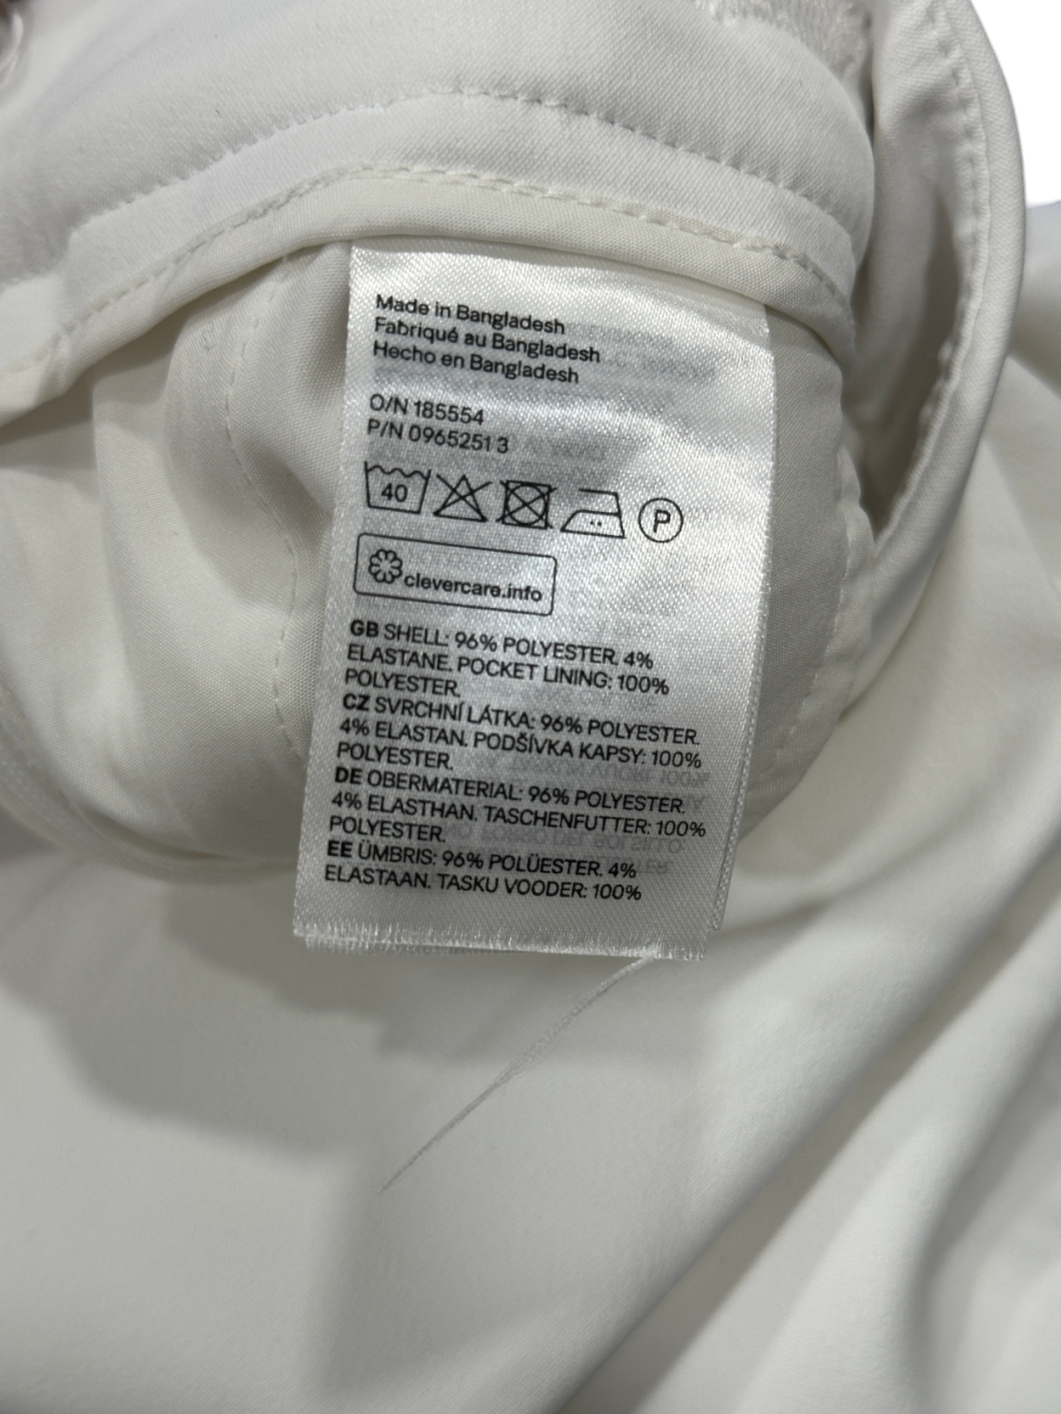 Made in Bangladesh
Fabriqué au Bangladesh
Hecho en Bangladesh
O/N 185554
P/N 0965251 3
40 P
clevercare.info
GB SHELL: 96% POLYESTER. 4%
ELASTANE. POCKET LINING: 100%
POLYESTER.
CZ SVRCHNÍ LÁTKA: 96% POLYESTER.
4% ELASTAN. PODŠÍVKA KAPSY: 100%
POLYESTER.
DE OBERMATERIAL: 96% POLYESTER.
4% ELASTHAN. TASCHENFUTTER: 100%
POLYESTER.
EE ÜMBRIS: 96% POLÜESTER. 4%
ELASTAAN. TASKU VOODER: 100%